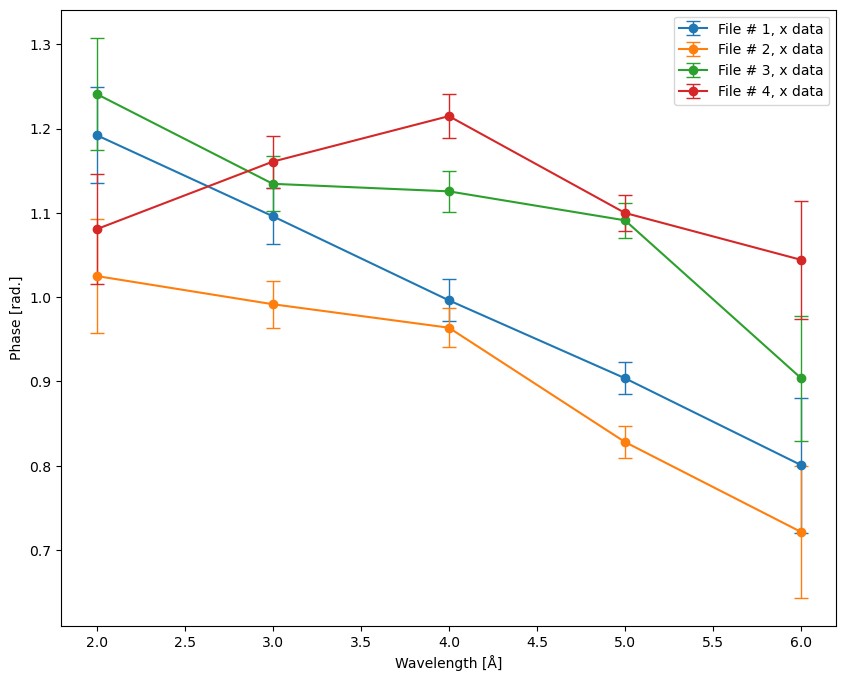 File # 1, x data
File # 2, x data
File # 3, x data
File # 4, x data
1.3
1.2
1.1
1.0
0.9
0.8
0.7
Phase [rad.]
2.0 2.5 3.0 3.5 4.0 4.5 5.0 5.5 6.0
Wavelength [Å]